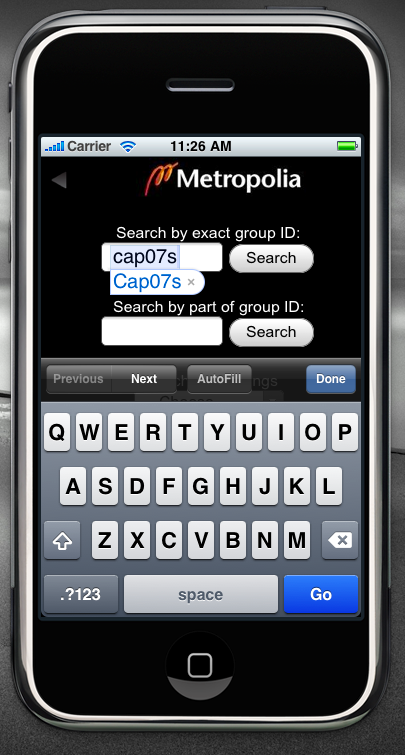 Carrier 11:26 AM
Metropolia
Search by exact group ID:
cap07s Search
Cap07s ×
Search by part of group ID:
Search
Previous Next AutoFill Done
Q W E R T Y U I O P
A S D F G H J K L
Z X C V B N M
.?123 space Go